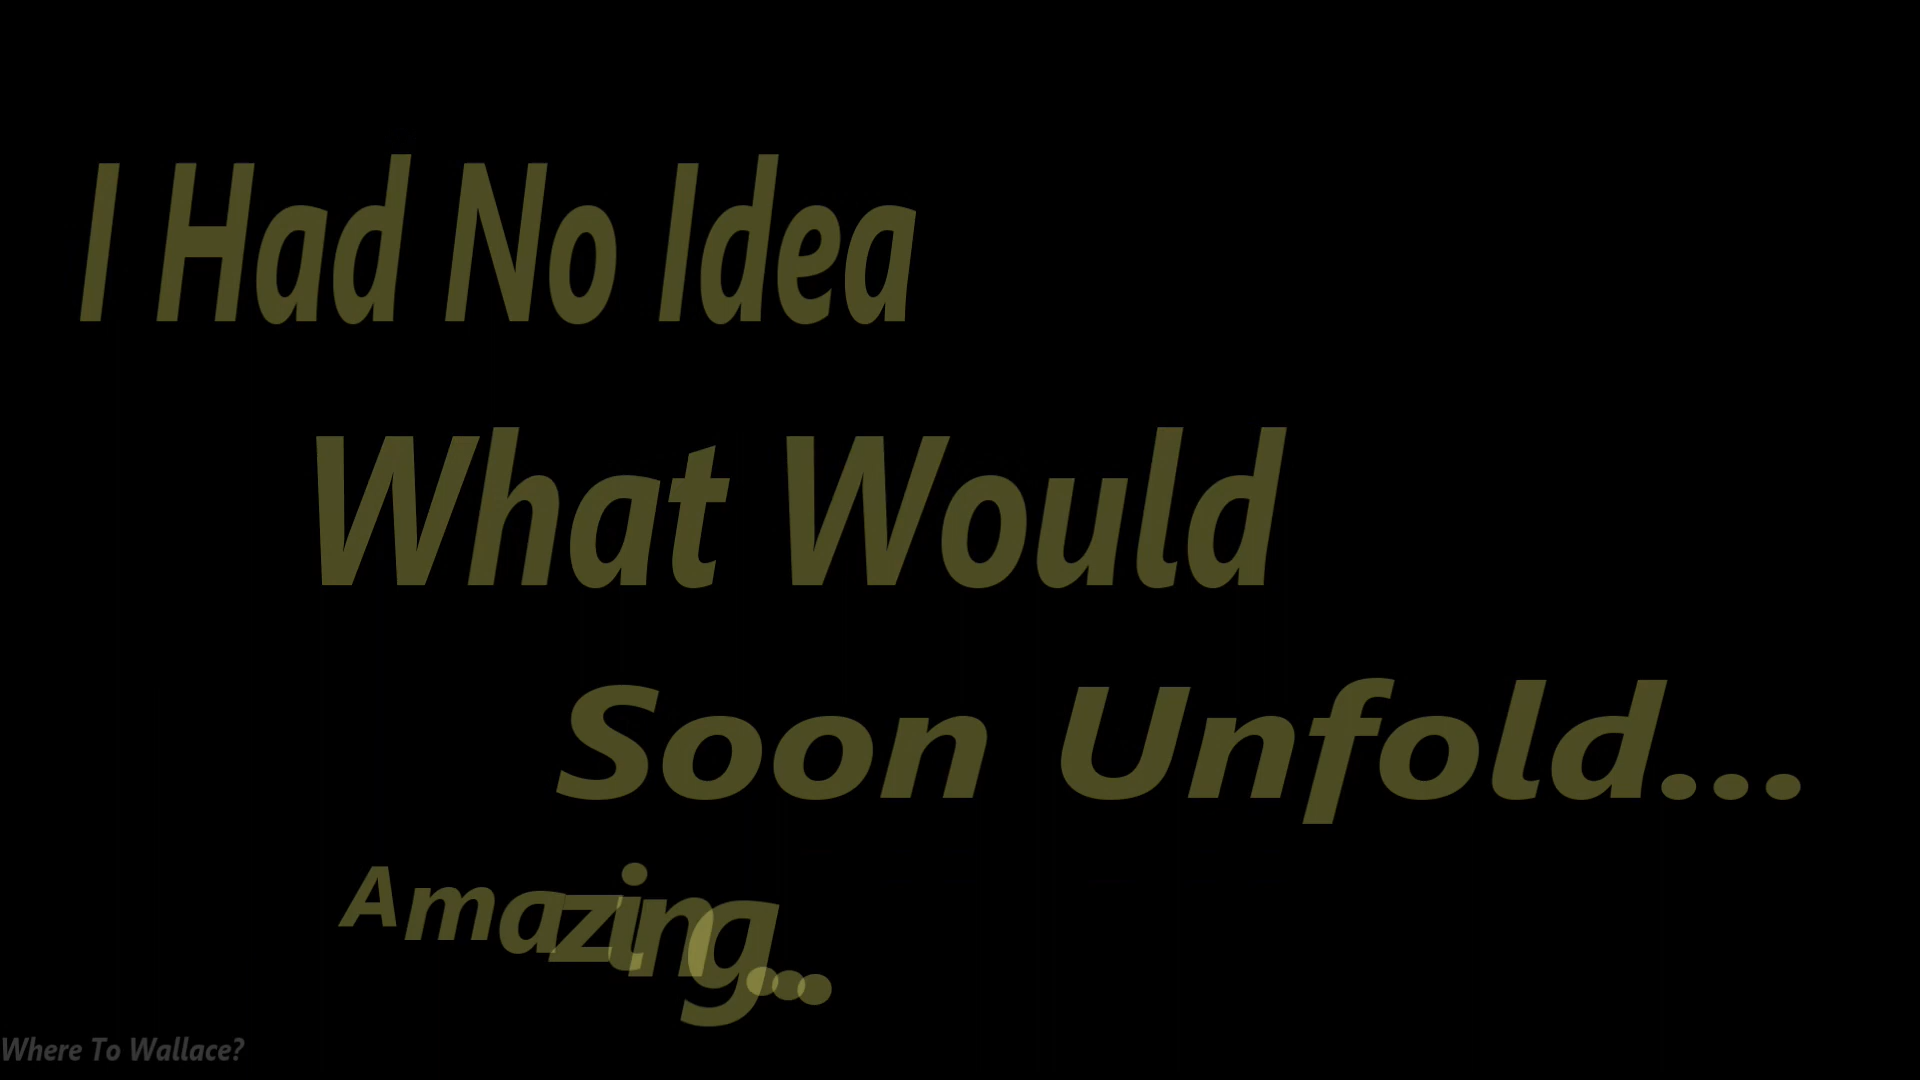 I Had No Idea
What Would
Soon Unfold...
Amazing...
Where To Wallace?